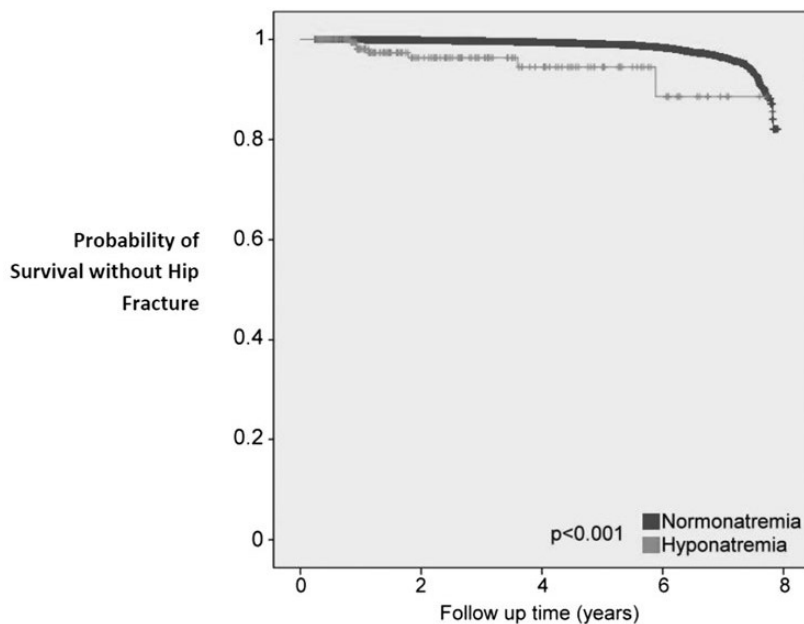 1
0.8
Probability of
Survival without Hip
Fracture
0.6
0.4
0.2
0
p<0.001
Normonatremia
Hyponatremia
0 2 4 6 8
Follow up time (years)